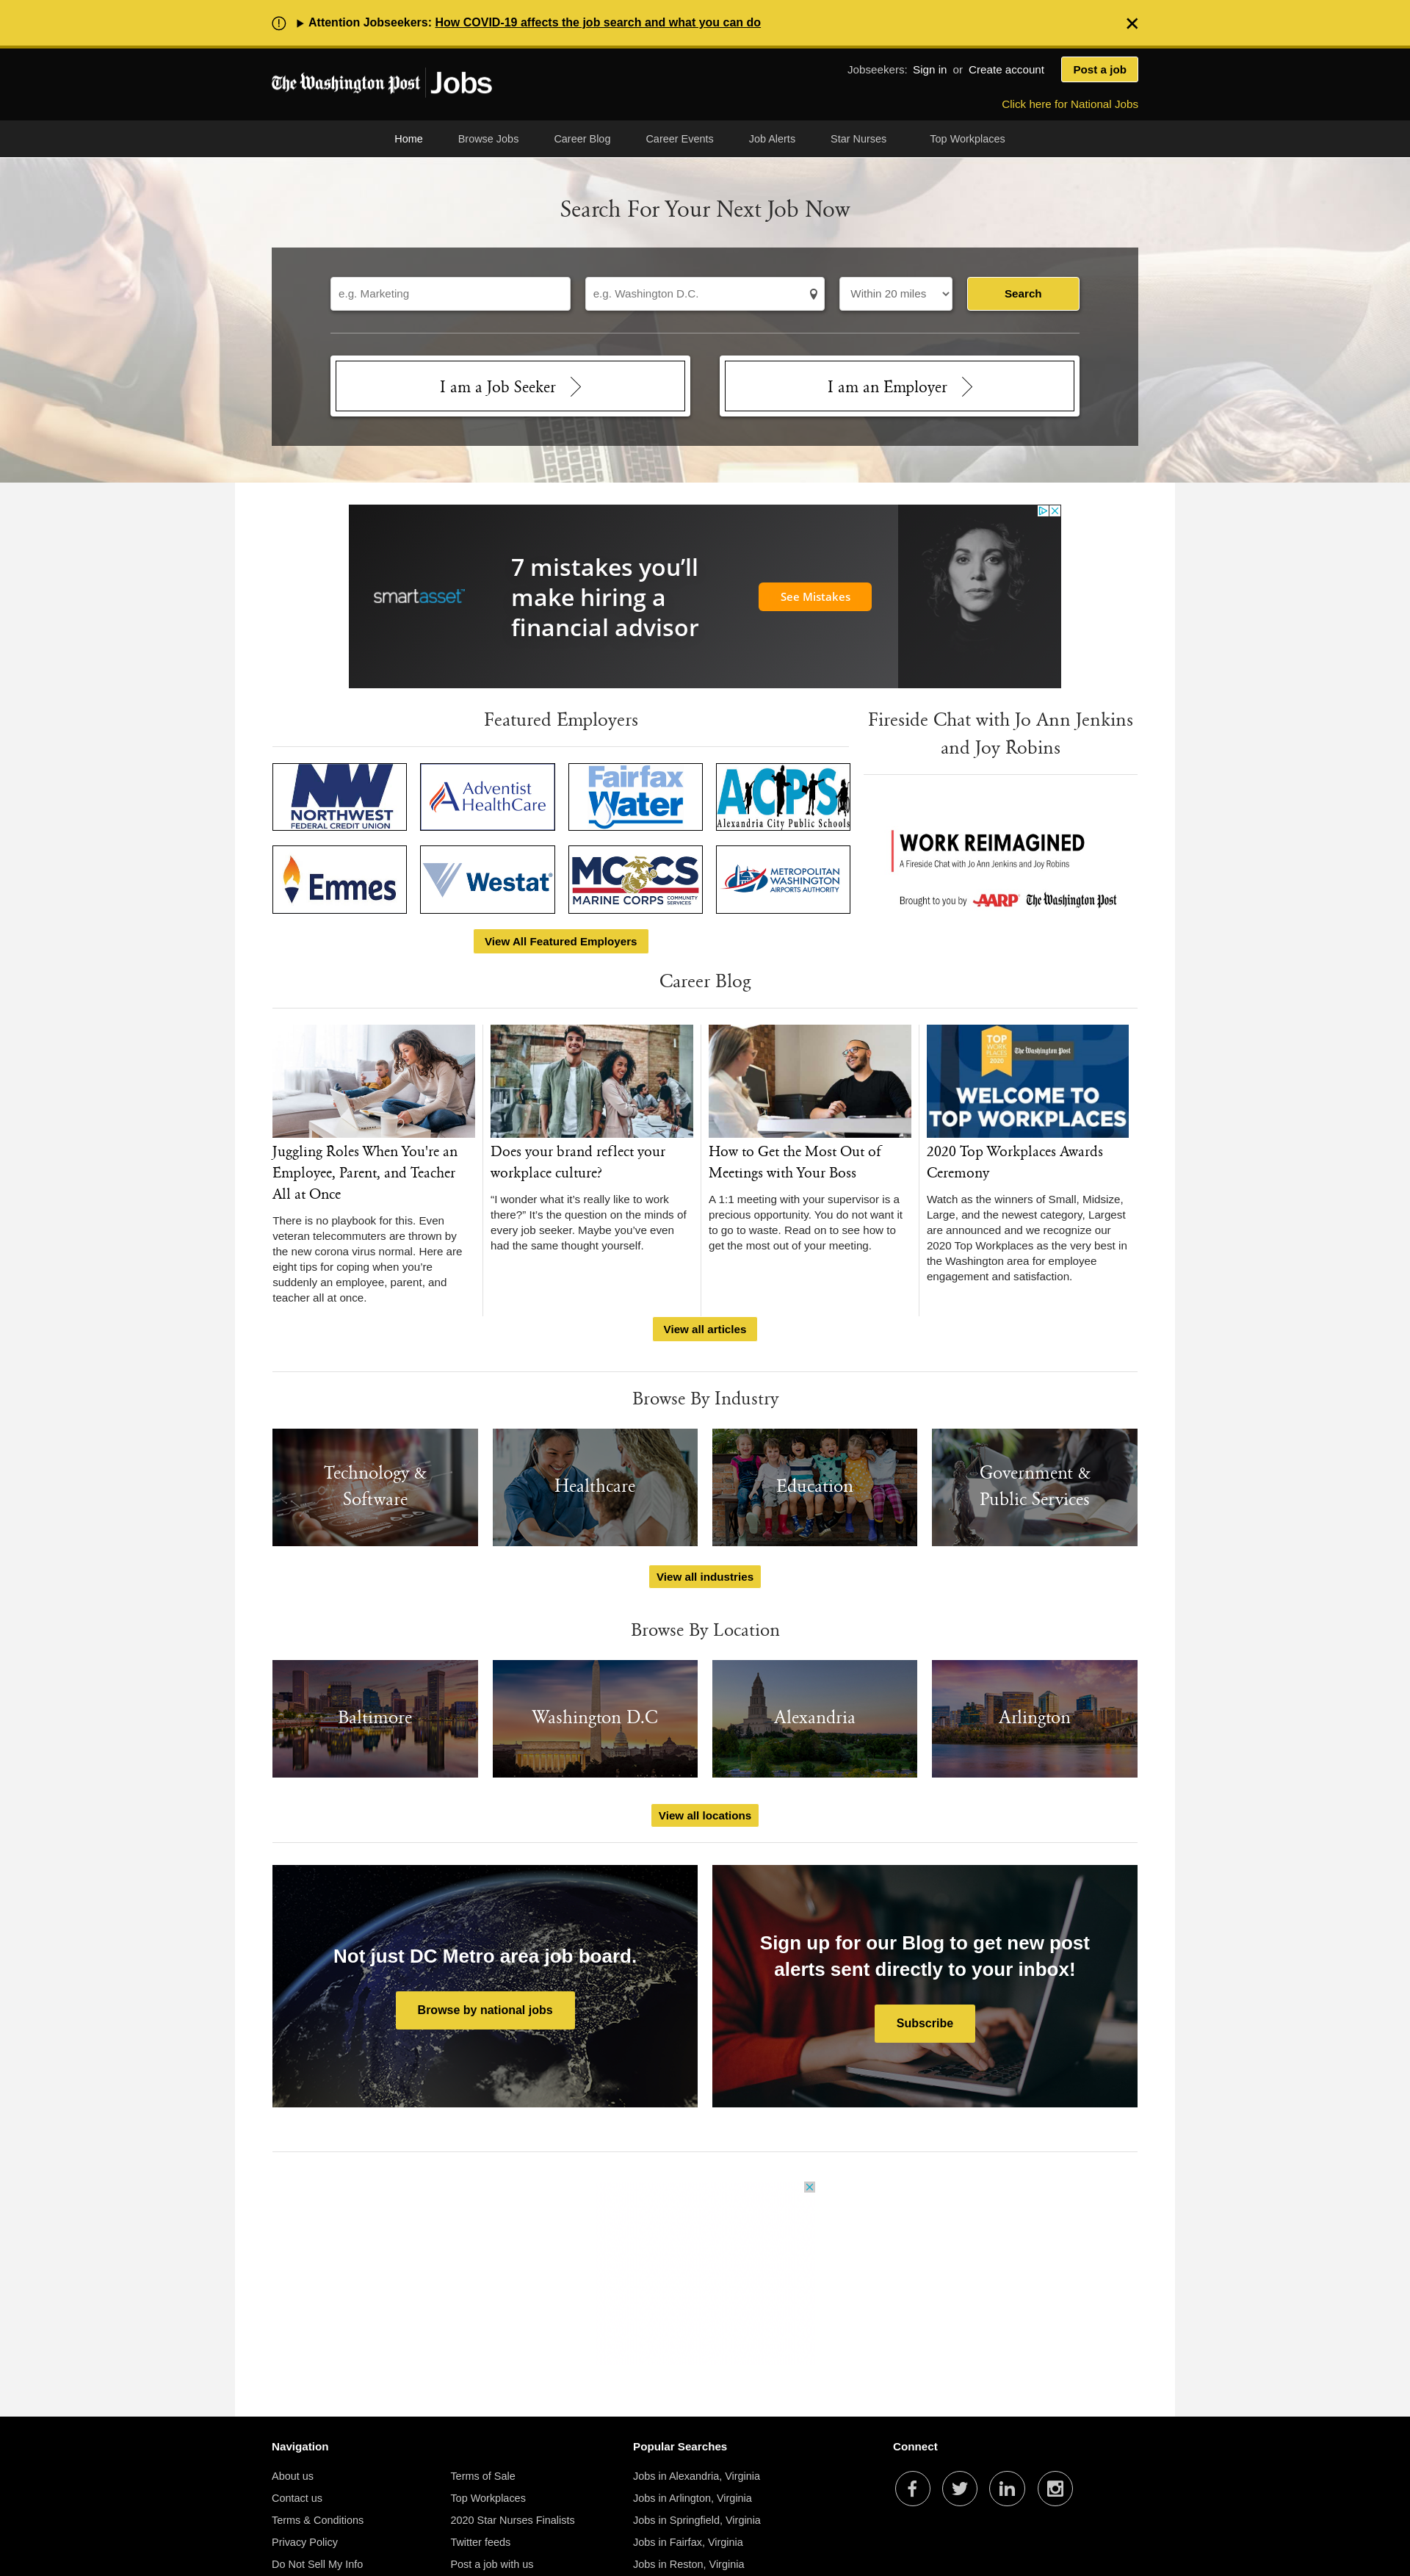 Attention Jobseekers: How COVID-19 affects the job search and what you can do
The Washington Post Jobs
Jobseekers: Sign in or Create account
Post a job
Click here for National Jobs
Home Browse Jobs Career Blog Career Events Job Alerts Star Nurses Top Workplaces
Search For Your Next Job Now
e.g. Marketing
e.g. Washington D.C.
Within 20 miles
Search
I am a Job Seeker
I am an Employer
smartasset
7 mistakes you'll
make hiring a
financial advisor
See Mistakes
Featured Employers
NW
NORTHWEST
FEDERAL CREDIT UNION
Adventist
HealthCare
Fairfax
Water
ACPS
Alexandria City Public Schools
Emmes
Westat
MCCS
MARINE CORPS COMMUNITY SERVICES
METROPOLITAN
WASHINGTON
AIRPORTS AUTHORITY
View All Featured Employers
Fireside Chat with Jo Ann Jenkins
and Joy Robins
WORK REIMAGINED
A Fireside Chat with Jo Ann Jenkins and Joy Robins
Brought to you by AARP The Washington Post
Career Blog
Juggling Roles When You're an
Employee, Parent, and Teacher
All at Once
There is no playbook for this. Even
veteran telecommuters are thrown by
the new corona virus normal. Here are
eight tips for coping when you’re
suddenly an employee, parent, and
teacher all at once.
Does your brand reflect your
workplace culture?
“I wonder what it’s really like to work
there?” It’s the question on the minds of
every job seeker. Maybe you’ve even
had the same thought yourself.
How to Get the Most Out of
Meetings with Your Boss
A 1:1 meeting with your supervisor is a
precious opportunity. You do not want it
to go to waste. Read on to see how to
get the most out of your meeting.
TOP
WORK
PLACES
2020
The Washington Post
WELCOME TO
TOP WORKPLACES
2020 Top Workplaces Awards
Ceremony
Watch as the winners of Small, Midsize,
Large, and the newest category, Largest
are announced and we recognize our
2020 Top Workplaces as the very best in
the Washington area for employee
engagement and satisfaction.
View all articles
Browse By Industry
Technology &
Software
Healthcare
Education
Government &
Public Services
View all industries
Browse By Location
Baltimore
Washington D.C
Alexandria
Arlington
View all locations
Not just DC Metro area job board.
Browse by national jobs
Sign up for our Blog to get new post
alerts sent directly to your inbox!
Subscribe
Navigation
About us
Contact us
Terms & Conditions
Privacy Policy
Do Not Sell My Info
Terms of Sale
Top Workplaces
2020 Star Nurses Finalists
Twitter feeds
Post a job with us
Popular Searches
Jobs in Alexandria, Virginia
Jobs in Arlington, Virginia
Jobs in Springfield, Virginia
Jobs in Fairfax, Virginia
Jobs in Reston, Virginia
Connect